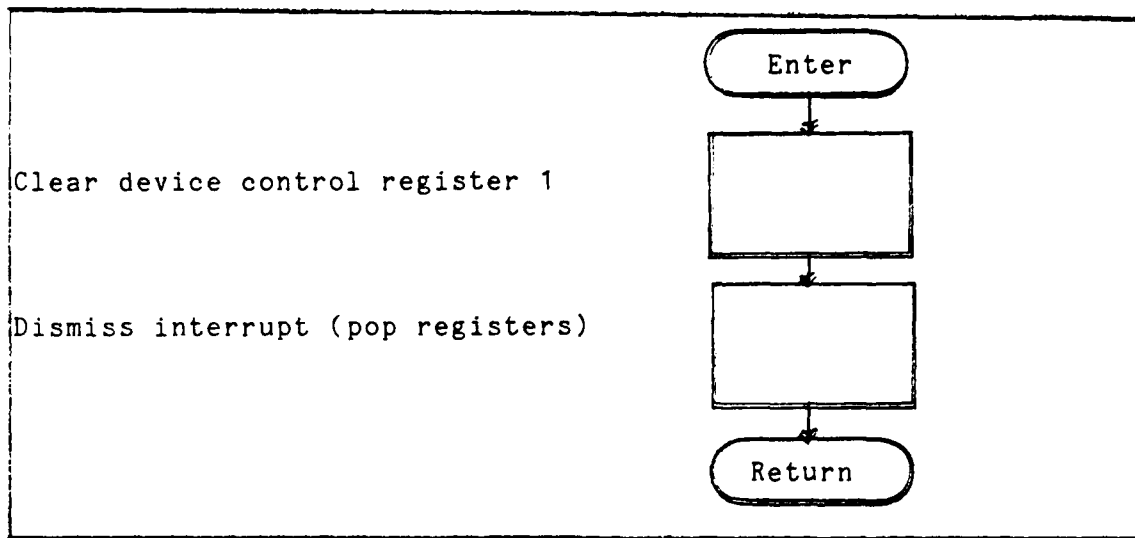 Enter
Clear device control register 1
Dismiss interrupt (pop registers)
Return